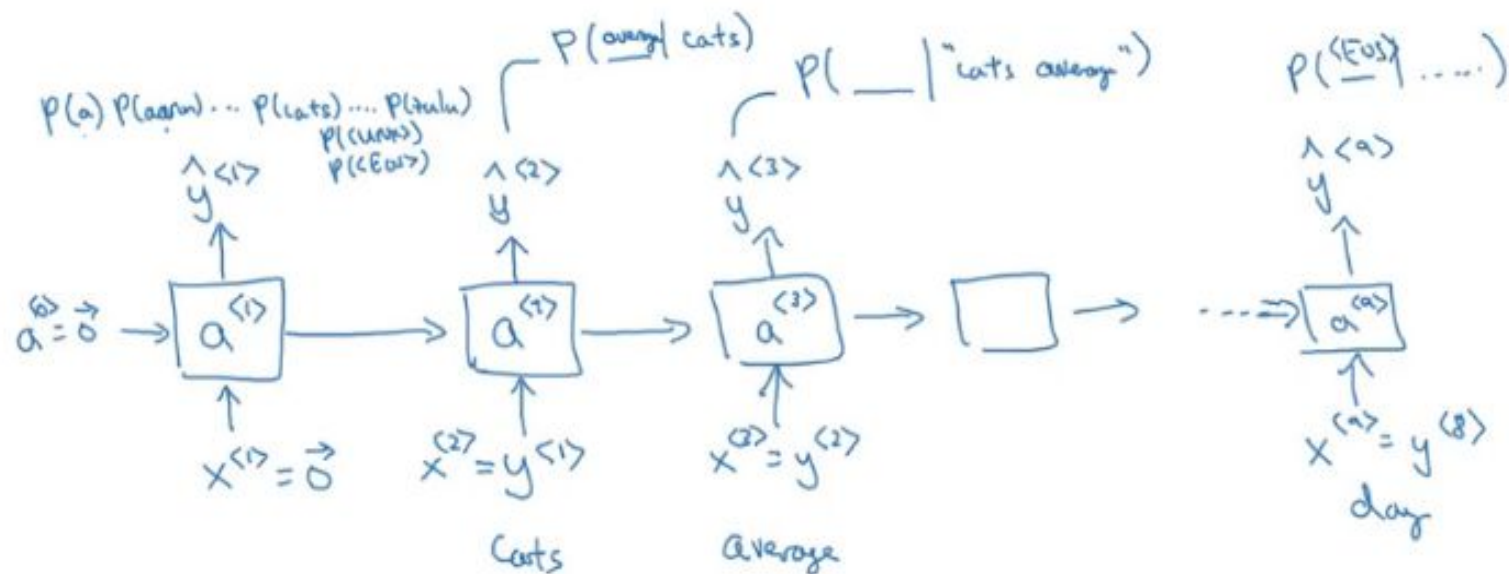 P(average | cats)
P(___ | "cats average")
P(<EOS> | .....)
P(a) P(aaron) ... P(cats) .... P(zulu)
P(<UNK>)
P(<EOS>)
ŷ<1> ŷ<2> ŷ<3> ŷ<9>
a<0> = 0⃗ → a<1> → a<2> → a<3> → → ---→ a<9>
x<1> = 0⃗ x<2> = y<1> x<3> = y<2> x<9> = y<8>
Cats average day